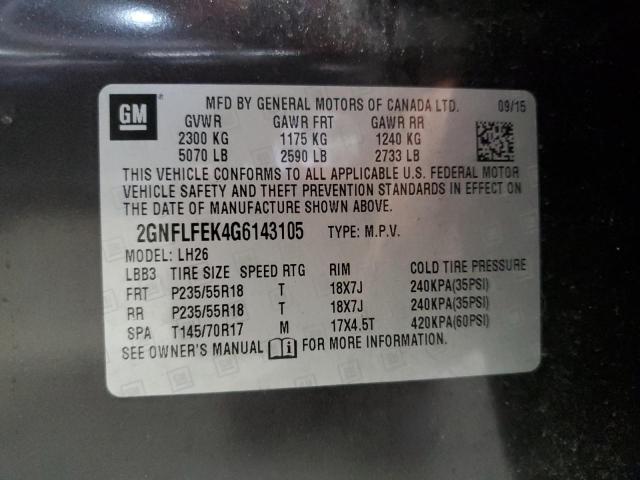 GM
MFD BY GENERAL MOTORS OF CANADA LTD. 09/15
GVWR GAWR FRT GAWR RR
2300 KG 1175 KG 1240 KG
5070 LB 2590 LB 2733 LB
THIS VEHICLE CONFORMS TO ALL APPLICABLE U.S. FEDERAL MOTOR
VEHICLE SAFETY AND THEFT PREVENTION STANDARDS IN EFFECT ON
THE DATE OF MANUFACTURE SHOWN ABOVE.
2GNFLFEK4G6143105 TYPE: M.P.V.
MODEL: LH26
LBB3 TIRE SIZE SPEED RTG RIM COLD TIRE PRESSURE
FRT P235/55R18 T 18X7J 240KPA(35PSI)
RR P235/55R18 T 18X7J 240KPA(35PSI)
SPA T145/70R17 M 17X4.5T 420KPA(60PSI)
SEE OWNER'S MANUAL FOR MORE INFORMATION.